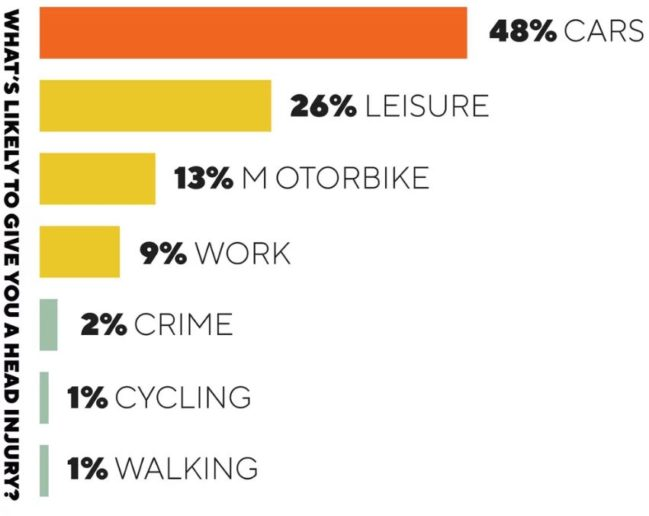 WHAT'S LIKELY TO GIVE YOU A HEAD INJURY?
48% CARS
26% LEISURE
13% M OTORBIKE
9% WORK
2% CRIME
1% CYCLING
1% WALKING